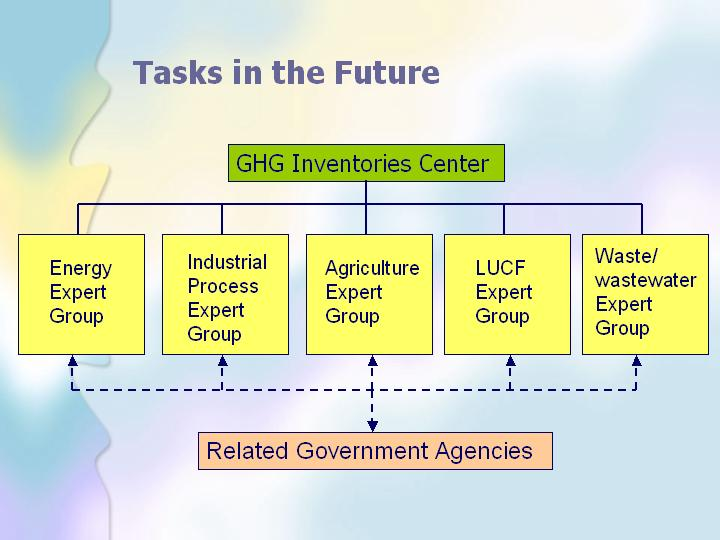 Tasks in the Future
GHG Inventories Center
Energy
Expert
Group
Industrial
Process
Expert
Group
Agriculture
Expert
Group
LUCF
Expert
Group
Waste/
wastewater
Expert
Group
Related Government Agencies